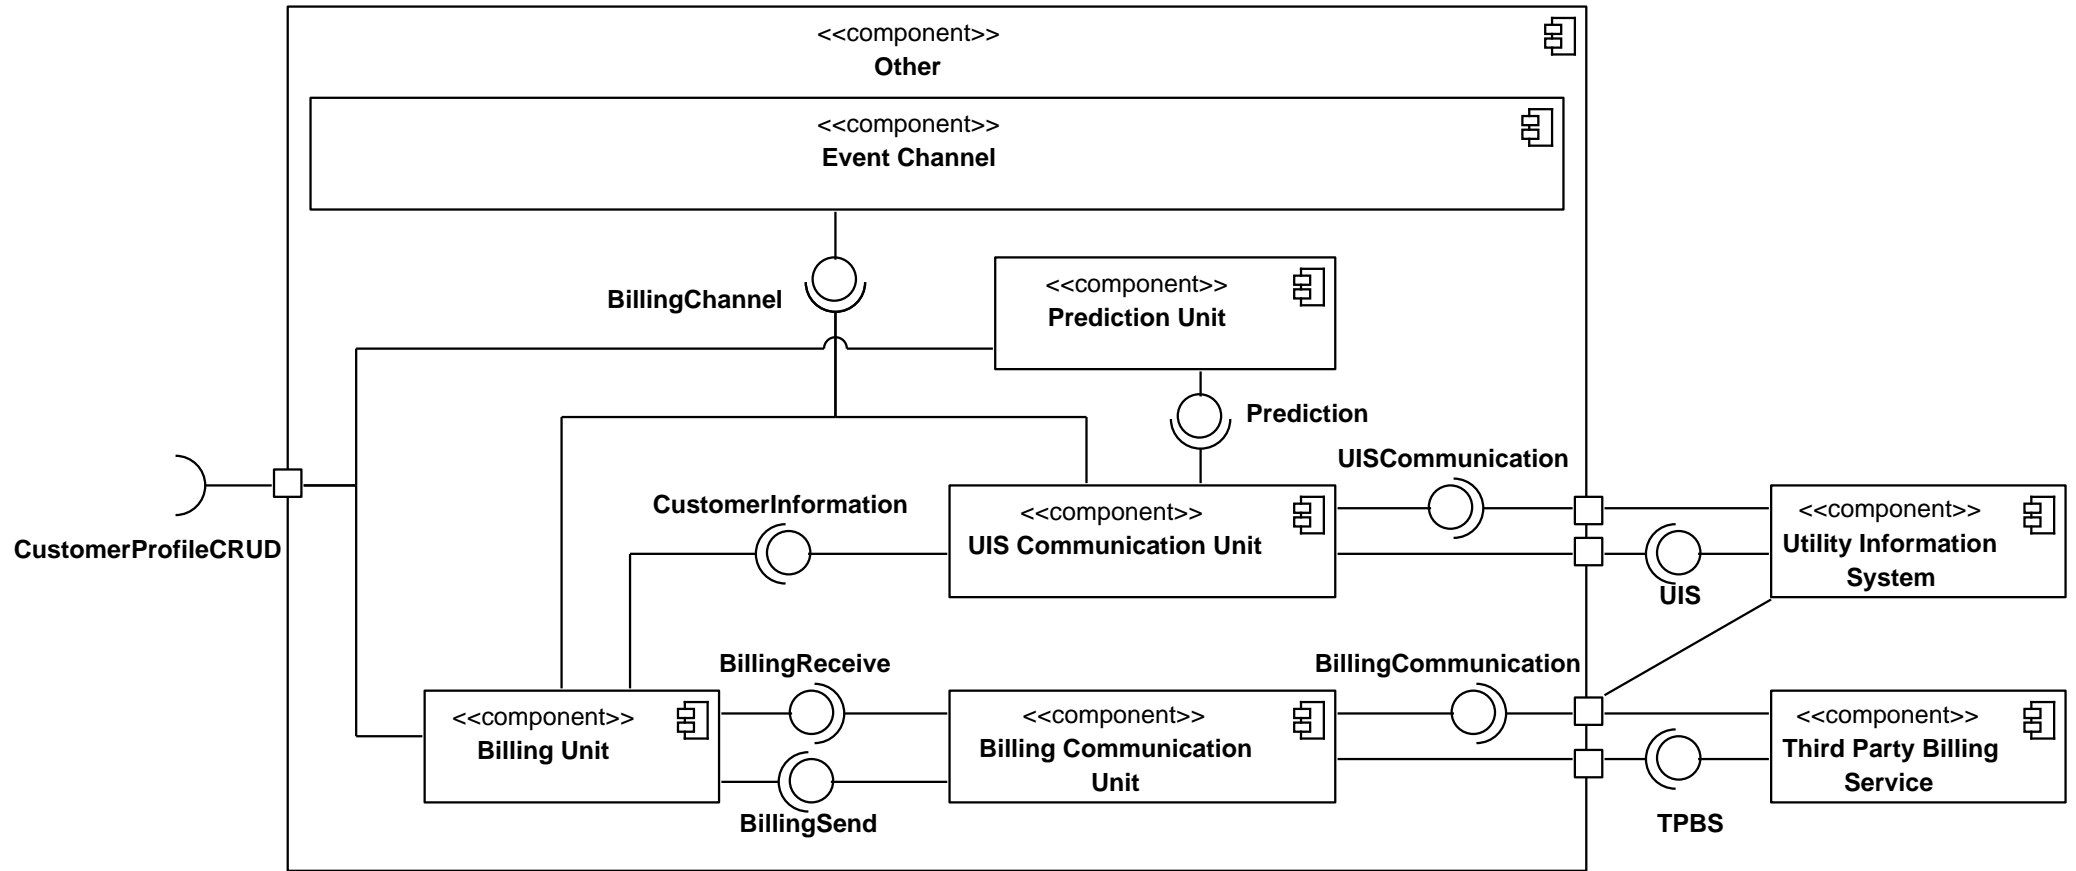 <<component>>
Other
<<component>>
Event Channel
BillingChannel
<<component>>
Prediction Unit
Prediction
UISCommunication
CustomerInformation
CustomerProfileCRUD
<<component>>
UIS Communication Unit
<<component>>
Utility Information
System
UIS
BillingReceive
BillingCommunication
<<component>>
Billing Unit
<<component>>
Billing Communication
Unit
<<component>>
Third Party Billing
Service
BillingSend
TPBS